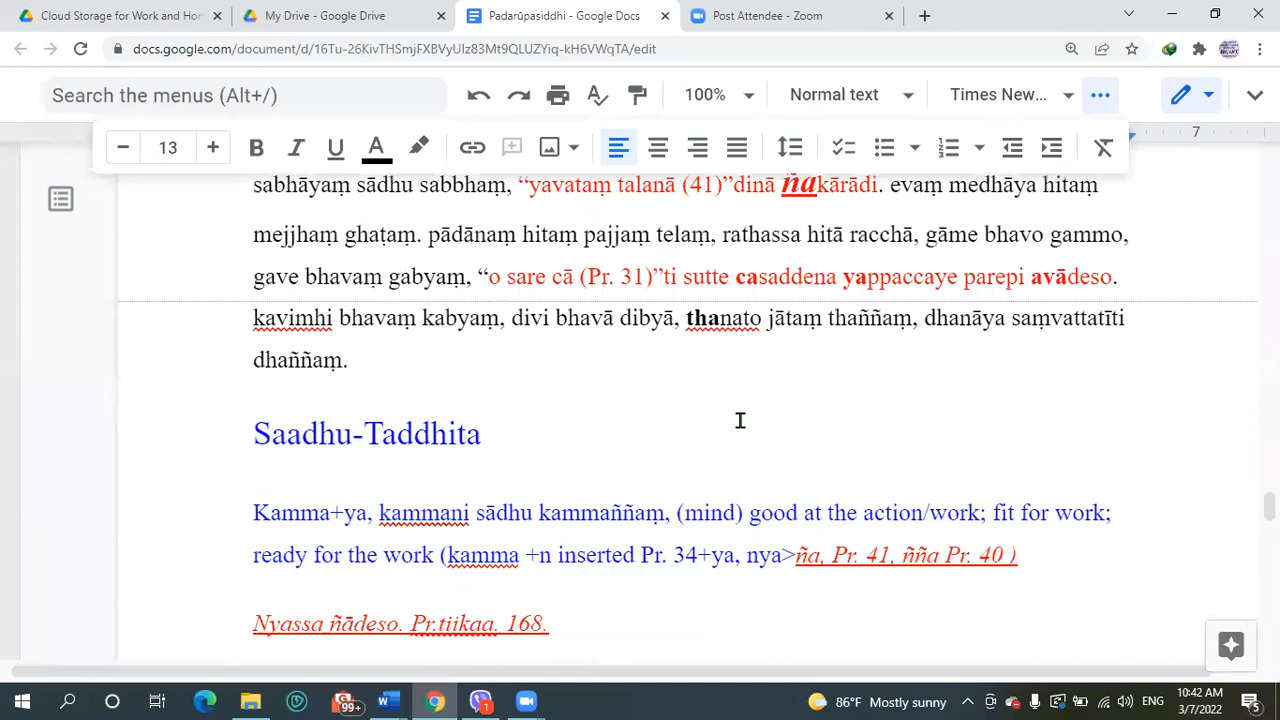 Cloud Storage for Work and Ho
My Drive - Google Drive
Padarūpasiddhi - Google Docs
Post Attendee - Zoom
docs.google.com/document/d/16Tu-26KivTHSmjFXBVyUIz83Mt9QLUZYiq-kH6VWqTA/edit
Search the menus (Alt+/)
100%
Normal text
Times New...
13
B I U A
7
sabhāyaṃ sādhu sabbhaṃ, “yavataṃ talanā (41)”dinā ñakārādi. evaṃ medhāya hitaṃ
mejjhaṃ ghaṭaṃ. pādānaṃ hitaṃ pajjaṃ telaṃ, rathassa hitā racchā, gāme bhavo gammo,
gave bhavaṃ gabyaṃ, “o sare cā (Pr. 31)”ti sutte casaddena yappaccaye parepi avādeso.
kavimhi bhavaṃ kabyaṃ, divi bhavā dibyā, thanato jātaṃ thaññaṃ, dhanāya saṃvattatīti
dhaññaṃ.
Saadhu-Taddhita
Kamma+ya, kammani sādhu kammaññaṃ, (mind) good at the action/work; fit for work;
ready for the work (kamma +n inserted Pr. 34+ya, nya>ña, Pr. 41, ñña Pr. 40 )
Nyassa ñādeso. Pr.tiikaa. 168.
99+
1
86°F Mostly sunny
ENG
10:42 AM
3/7/2022
5